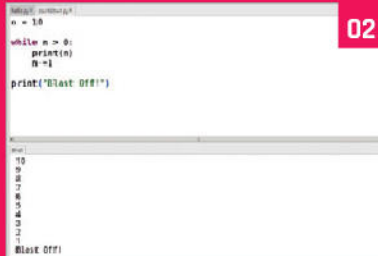 02
n = 10
while n > 0:
print(n)
n-=1
print("Blast Off!")
10
9
8
7
6
5
4
3
2
1
Blast Off!